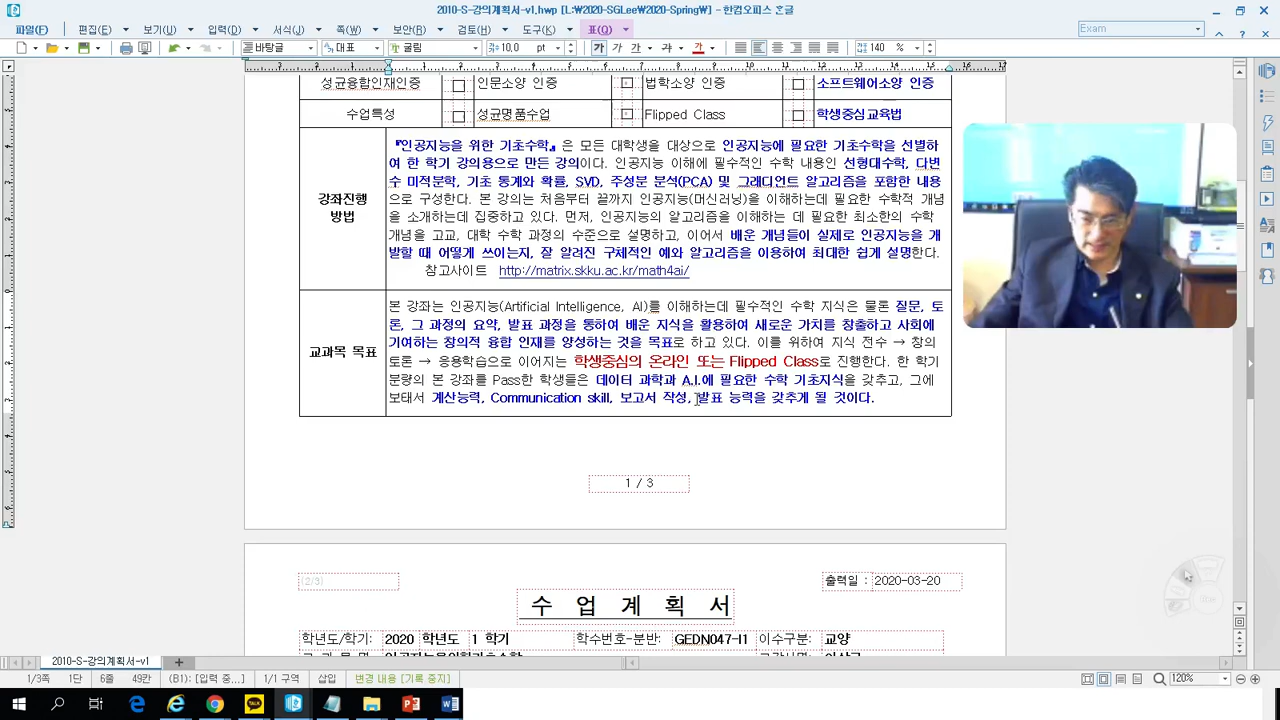 2010-S-강의계획서-v1.hwp [L:\2020-SGLee\2020-Spring\] - 한컴오피스 흔글
파일(F) 편집(E) 보기(U) 입력(D) 서식(J) 쪽(W) 보안(R) 검토(H) 도구(K) 표(Q) Exam
바탕글 대표 굴림 10,0 pt 가 가 가 가 가 가 140 %
성균융합인재인증 □ 인문소양 인증 법학소양 인증 □ 소프트웨어소양 인증
수업특성 □ 성균명품수업 Flipped Class □ 학생중심교육법
강좌진행
방법
『인공지능을 위한 기초수학』은 모든 대학생을 대상으로 인공지능에 필요한 기초수학을 선별하
여 한 학기 강의용으로 만든 강의이다. 인공지능 이해에 필수적인 수학 내용인 선형대수학, 다변
수 미적분학, 기초 통계와 확률, SVD, 주성분 분석(PCA) 및 그래디언트 알고리즘을 포함한 내용
으로 구성한다. 본 강의는 처음부터 끝까지 인공지능(머신러닝)을 이해하는데 필요한 수학적 개념
을 소개하는데 집중하고 있다. 먼저, 인공지능의 알고리즘을 이해하는 데 필요한 최소한의 수학
개념을 고교, 대학 수학 과정의 수준으로 설명하고, 이어서 배운 개념들이 실제로 인공지능을 개
발할 때 어떻게 쓰이는지, 잘 알려진 구체적인 예와 알고리즘을 이용하여 최대한 쉽게 설명한다.
참고사이트 http://matrix.skku.ac.kr/math4ai/
교과목 목표
본 강좌는 인공지능(Artificial Intelligence, AI)를 이해하는데 필수적인 수학 지식은 물론 질문, 토
론, 그 과정의 요약, 발표 과정을 통하여 배운 지식을 활용하여 새로운 가치를 창출하고 사회에
기여하는 창의적 융합 인재를 양성하는 것을 목표로 하고 있다. 이를 위하여 지식 전수 → 창의
토론 → 응용학습으로 이어지는 학생중심의 온라인 또는 Flipped Class로 진행한다. 한 학기
분량의 본 강좌를 Pass한 학생들은 데이터 과학과 A.I.에 필요한 수학 기초지식을 갖추고, 그에
보태서 계산능력, Communication skill, 보고서 작성, 발표 능력을 갖추게 될 것이다.
1 / 3
(2/3) 출력일 : 2020-03-20
수 업 계 획 서
학년도/학기: 2020 학년도 1 학기 학수번호-분반: GEDN047-I1 이수구분: 교양
2010-S-강의계획서-v1
1/3쪽 1단 6줄 49칸 (B1): [입력 중...] 1/1 구역 삽입 변경 내용 [기록 중지] 120%
TALK